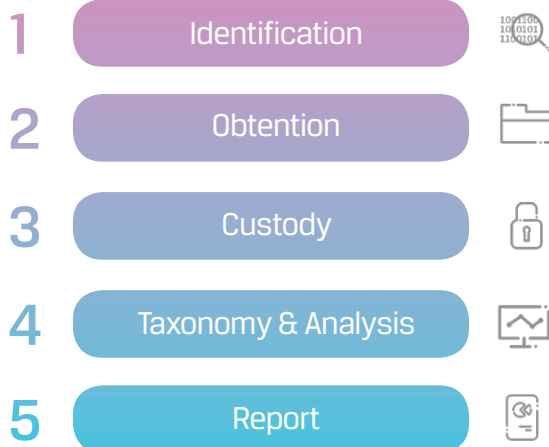 1 Identification
2 Obtention
3 Custody
4 Taxonomy & Analysis
5 Report